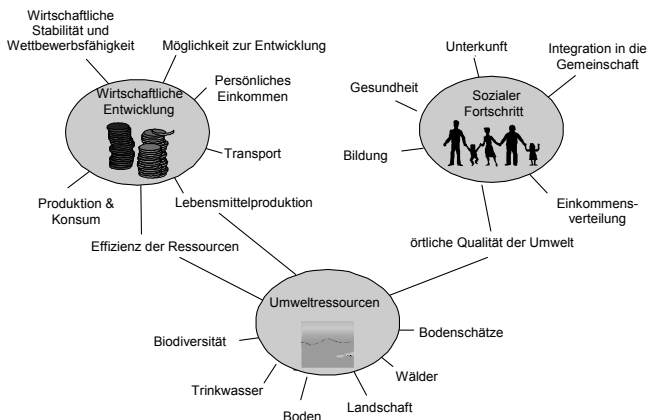 Wirtschaftliche
Stabilität und
Wettbewerbsfähigkeit
Möglichkeit zur Entwicklung
Persönliches
Einkommen
Wirtschaftliche
Entwicklung
Transport
Produktion &
Konsum
Lebensmittelproduktion
Effizienz der Ressourcen
Unterkunft
Integration in die
Gemeinschaft
Gesundheit
Sozialer
Fortschritt
Bildung
Einkommens-
verteilung
örtliche Qualität der Umwelt
Umweltressourcen
Biodiversität
Bodenschätze
Trinkwasser
Wälder
Boden
Landschaft